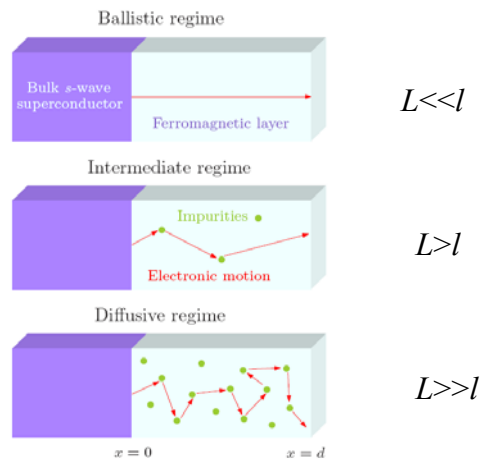 Ballistic regime
Bulk s-wave
superconductor
Ferromagnetic layer
L<<l
Intermediate regime
Impurities
Electronic motion
L>l
Diffusive regime
L>>l
x = 0
x = d